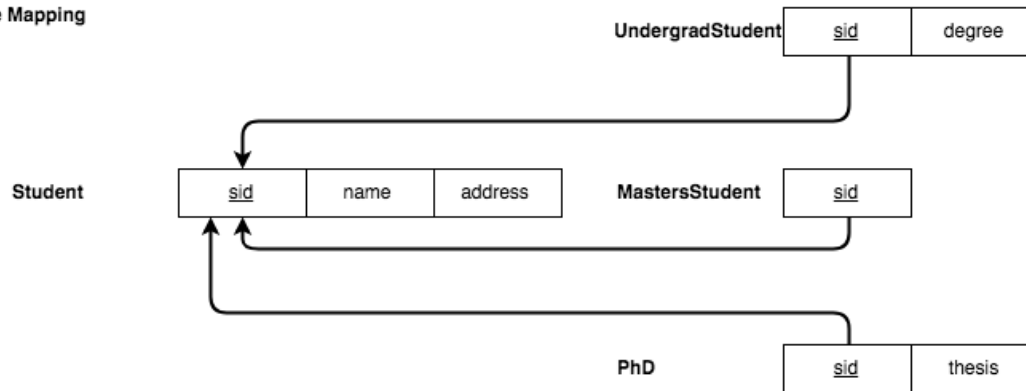 Mapping
UndergradStudent sid degree
Student sid name address MastersStudent sid
PhD sid thesis